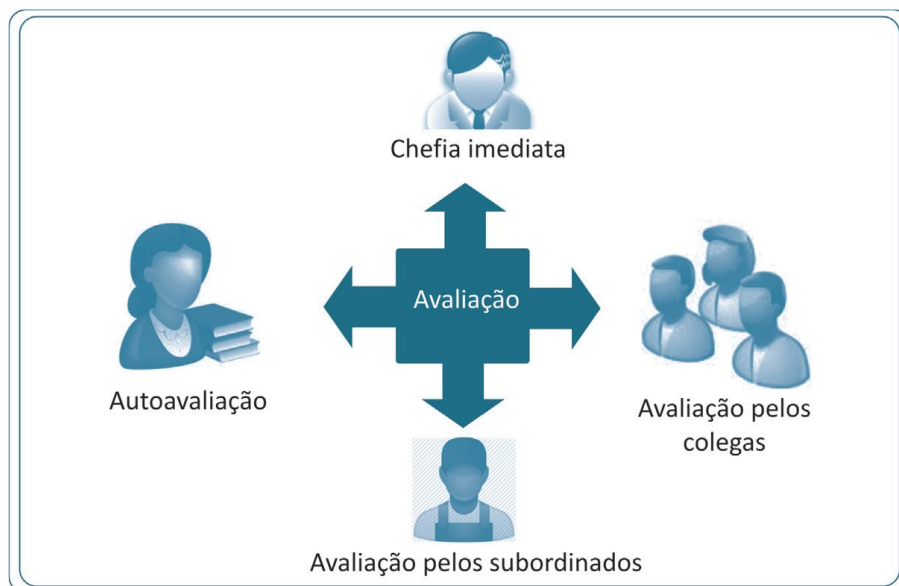 Chefia imediata
Avaliação
Autoavaliação
Avaliação pelos
colegas
Avaliação pelos subordinados